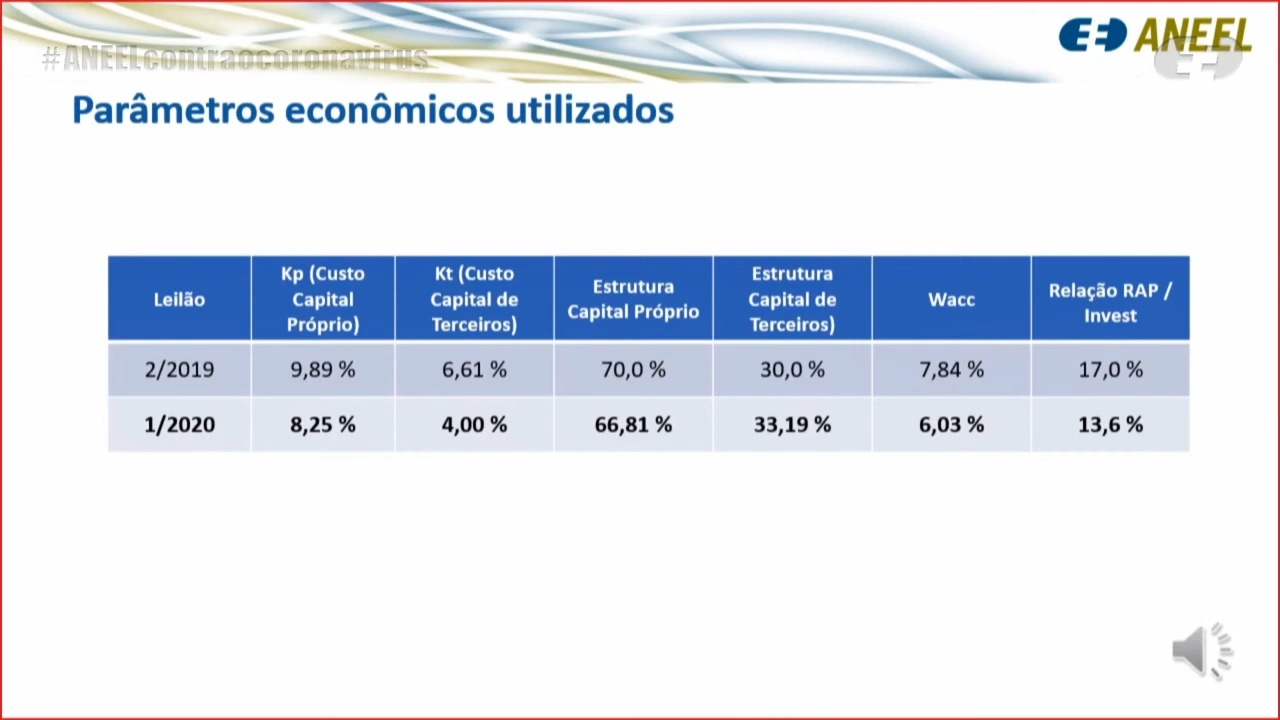 #ANEELcontraocoronavirus
ANEEL
Parâmetros econômicos utilizados
Leilão
Kp (Custo
Capital
Próprio)
Kt (Custo
Capital de
Terceiros)
Estrutura
Capital Próprio
Estrutura
Capital de
Terceiros)
Wacc
Relação RAP /
Invest
2/2019 9,89 % 6,61 % 70,0 % 30,0 % 7,84 % 17,0 %
1/2020 8,25 % 4,00 % 66,81 % 33,19 % 6,03 % 13,6 %